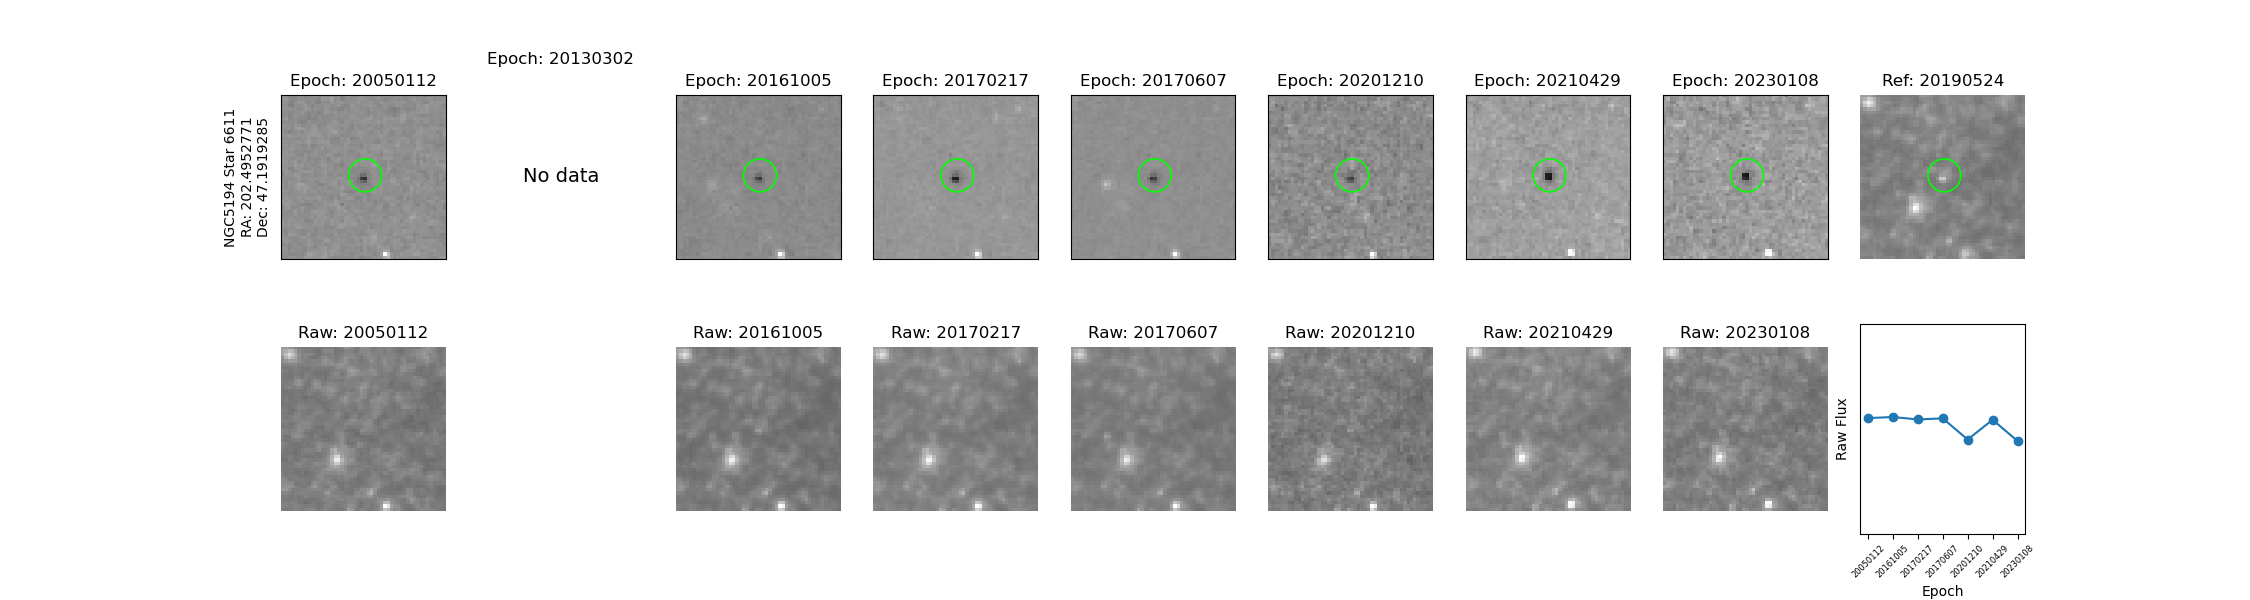 Epoch: 20050112
Epoch: 20130302
Epoch: 20161005
Epoch: 20170217
Epoch: 20170607
Epoch: 20201210
Epoch: 20210429
Epoch: 20230108
Ref: 20190524
NGC5194 Star 6611
RA: 202.4952771
Dec: 47.1919285
No data
Raw: 20050112
Raw: 20161005
Raw: 20170217
Raw: 20170607
Raw: 20201210
Raw: 20210429
Raw: 20230108
Raw Flux
20050112
20161005
20170217
20170607
20201210
20210429
20230108
Epoch